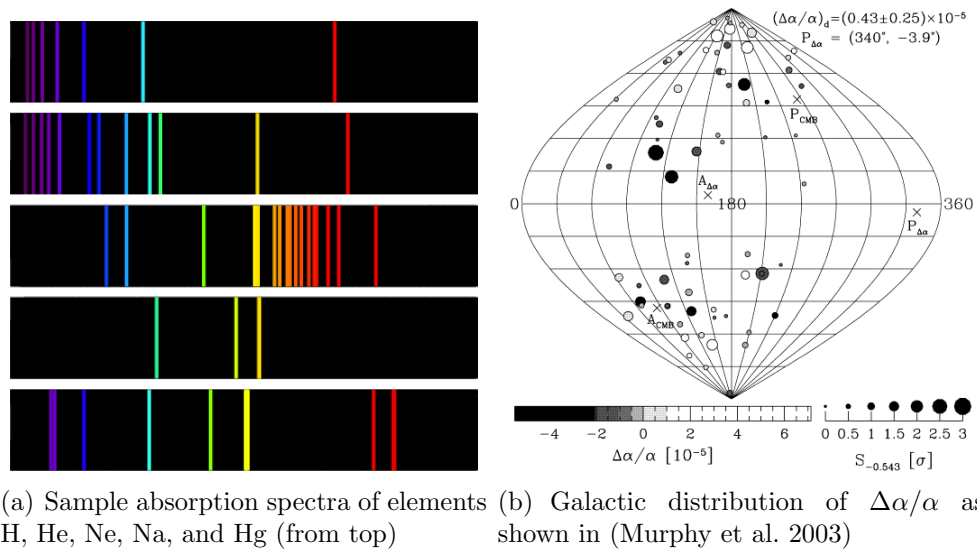 (Δα/α)d=(0.43±0.25)×10-5
PΔα = (340°, -3.9°)
PCMB
AΔα
0
180
360
PΔα
ACMB
-4 -2 0 2 4 6
Δα/α [10-5]
0 0.5 1 1.5 2 2.5 3
S-0.543 [σ]
(a) Sample absorption spectra of elements
H, He, Ne, Na, and Hg (from top)
(b) Galactic distribution of Δα/α as
shown in (Murphy et al. 2003)